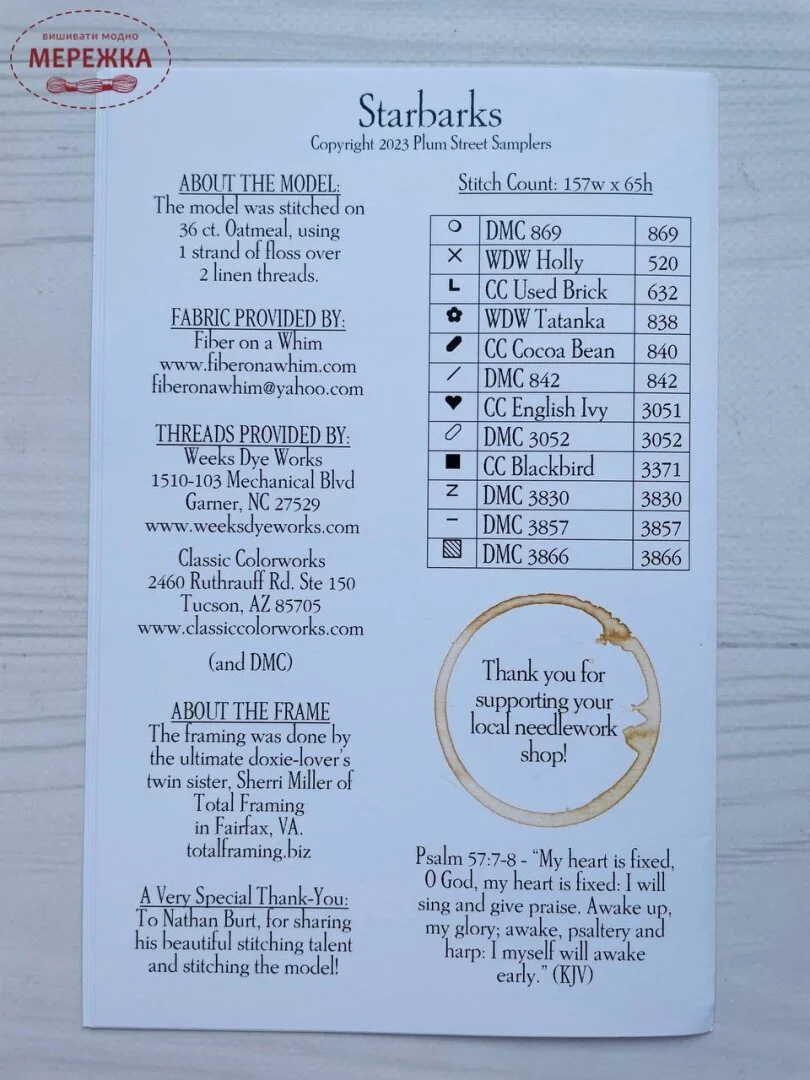 вишивати модно
МЕРЕЖКА
Starbarks
Copyright 2023 Plum Street Samplers
ABOUT THE MODEL:
The model was stitched on
36 ct. Oatmeal, using
1 strand of floss over
2 linen threads.
FABRIC PROVIDED BY:
Fiber on a Whim
www.fiberonawhim.com
fiberonawhim@yahoo.com
THREADS PROVIDED BY:
Weeks Dye Works
1510-103 Mechanical Blvd
Garner, NC 27529
www.weeksdyeworks.com
Classic Colorworks
2460 Ruthrauff Rd. Ste 150
Tucson, AZ 85705
www.classiccolorworks.com
(and DMC)
ABOUT THE FRAME
The framing was done by
the ultimate doxie-lover's
twin sister, Sherri Miller of
Total Framing
in Fairfax, VA.
totalframing.biz
A Very Special Thank-You:
To Nathan Burt, for sharing
his beautiful stitching talent
and stitching the model!
Stitch Count: 157w x 65h
DMC 869 869
WDW Holly 520
L CC Used Brick 632
WDW Tatanka 838
CC Cocoa Bean 840
/ DMC 842 842
♥ CC English Ivy 3051
DMC 3052 3052
■ CC Blackbird 3371
Z DMC 3830 3830
– DMC 3857 3857
DMC 3866 3866
Thank you for
supporting your
local needlework
shop!
Psalm 57:7-8 - “My heart is fixed,
O God, my heart is fixed: I will
sing and give praise. Awake up,
my glory; awake, psaltery and
harp: I myself will awake
early.” (KJV)